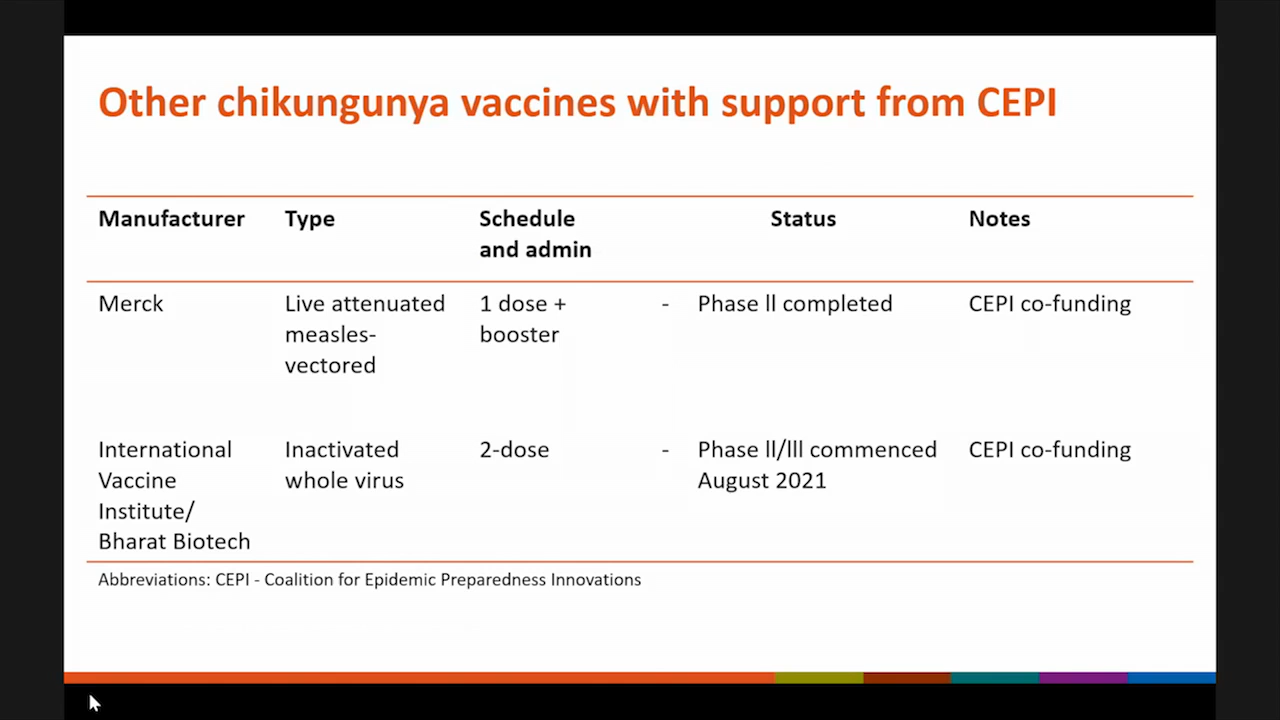 Other chikungunya vaccines with support from CEPI
Manufacturer Type Schedule and admin Status Notes
Merck Live attenuated measles-vectored 1 dose + booster - Phase ll completed CEPI co-funding
International Vaccine Institute/ Bharat Biotech Inactivated whole virus 2-dose - Phase ll/lll commenced August 2021 CEPI co-funding
Abbreviations: CEPI - Coalition for Epidemic Preparedness Innovations